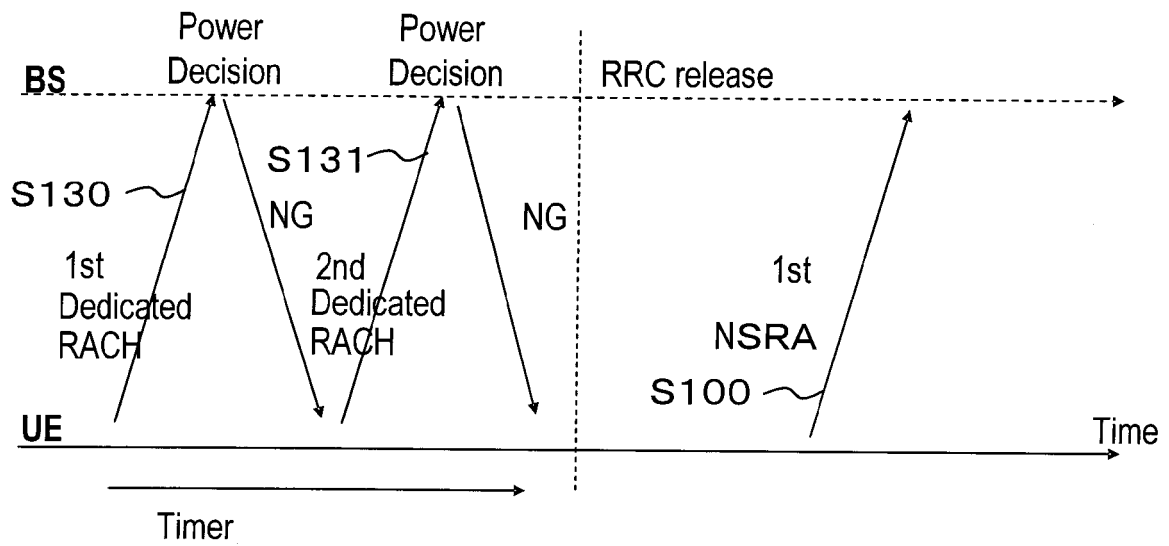 Power
Decision
Power
Decision
BS
RRC release
S131
S130
NG
NG
1st
Dedicated
RACH
2nd
Dedicated
RACH
1st
NSRA
S100
UE
Time
Timer